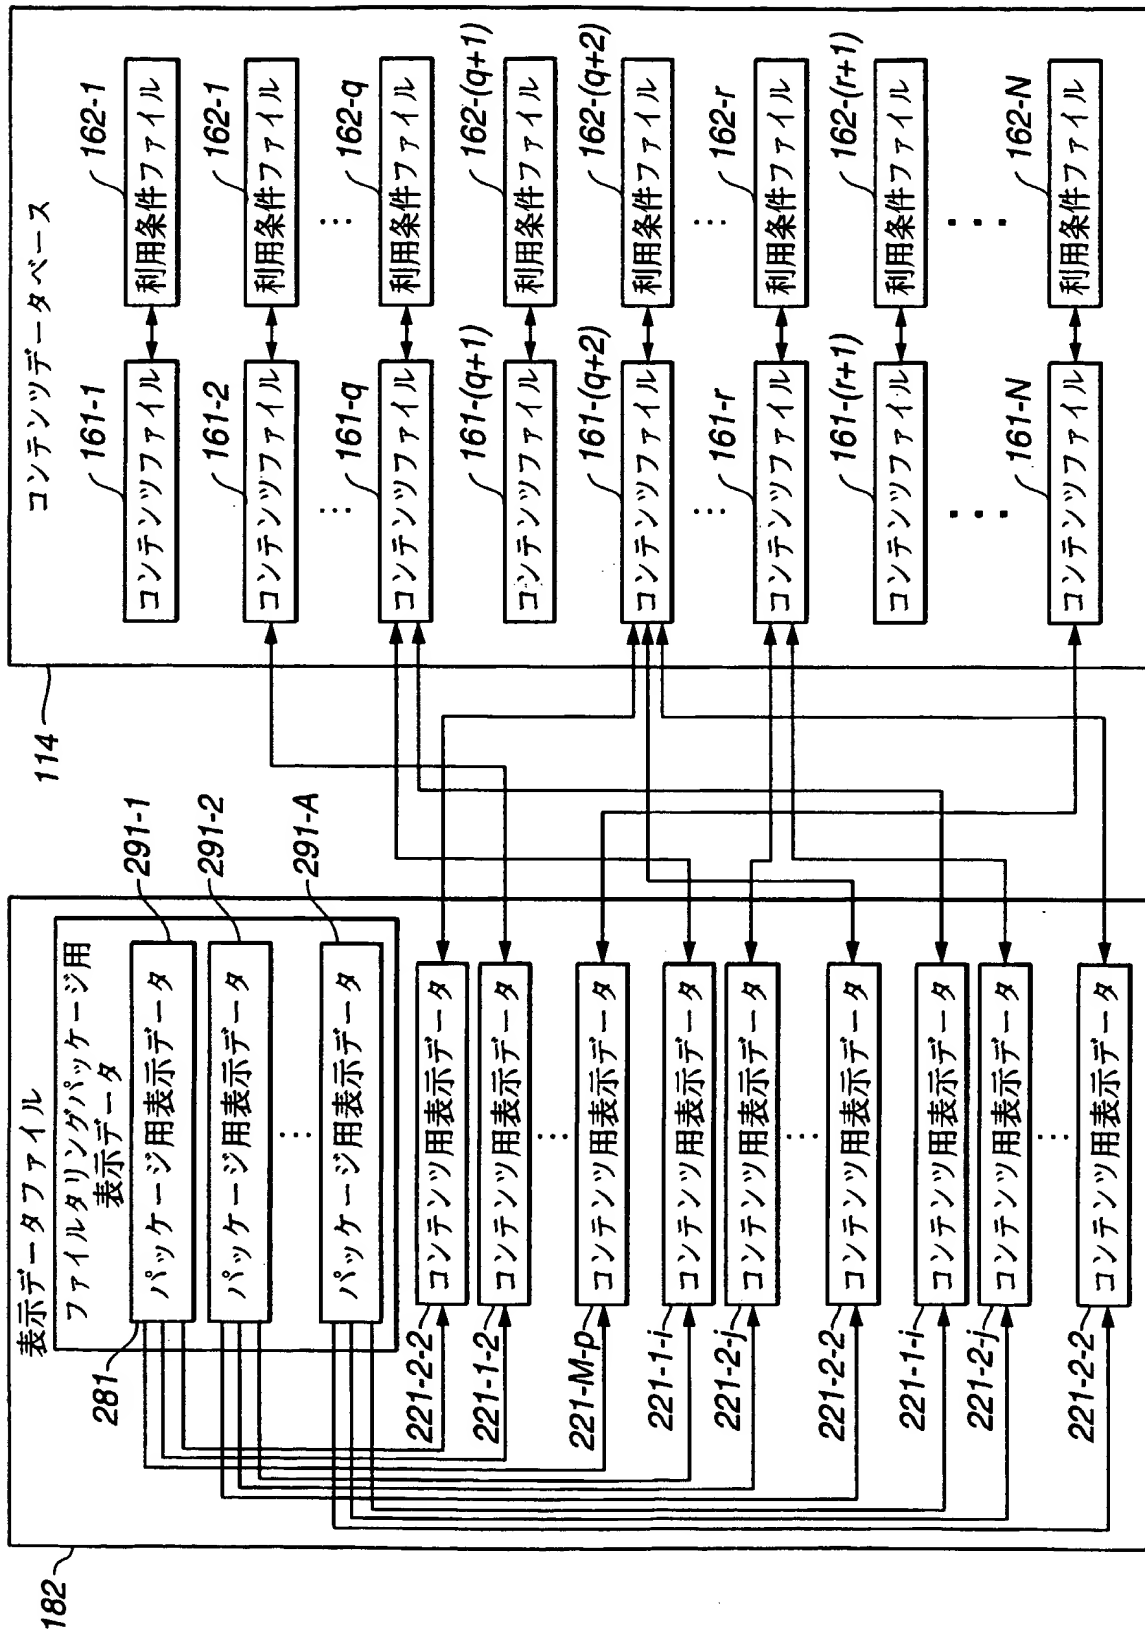 182
表示データファイル
281
ファイルタリングパッケージ用
表示データ
パッケージ用表示データ
291-1
パッケージ用表示データ
291-2
⋮
パッケージ用表示データ
291-A
221-2-2
コンテンツ用表示データ
221-1-2
コンテンツ用表示データ
⋮
221-M-p
コンテンツ用表示データ
221-1-i
コンテンツ用表示データ
221-2-j
コンテンツ用表示データ
⋮
221-2-2
コンテンツ用表示データ
221-1-i
コンテンツ用表示データ
221-2-j
コンテンツ用表示データ
⋮
221-2-2
コンテンツ用表示データ
114
コンテンツデータベース
161-1
コンテンツファイル
162-1
利用条件ファイル
161-2
コンテンツファイル
162-1
利用条件ファイル
⋮ ⋮
161-q
コンテンツファイル
162-q
利用条件ファイル
161-(q+1)
コンテンツファイル
162-(q+1)
利用条件ファイル
161-(q+2)
コンテンツファイル
162-(q+2)
利用条件ファイル
⋮ ⋮
161-r
コンテンツファイル
162-r
利用条件ファイル
161-(r+1)
コンテンツファイル
162-(r+1)
利用条件ファイル
⋮ ⋮
161-N
コンテンツファイル
162-N
利用条件ファイル